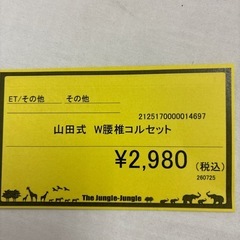 ET/その他　その他
2125170000014697
山田式　W腰椎コルセット
¥2,980（税込）
260725
The Jungle-Jungle